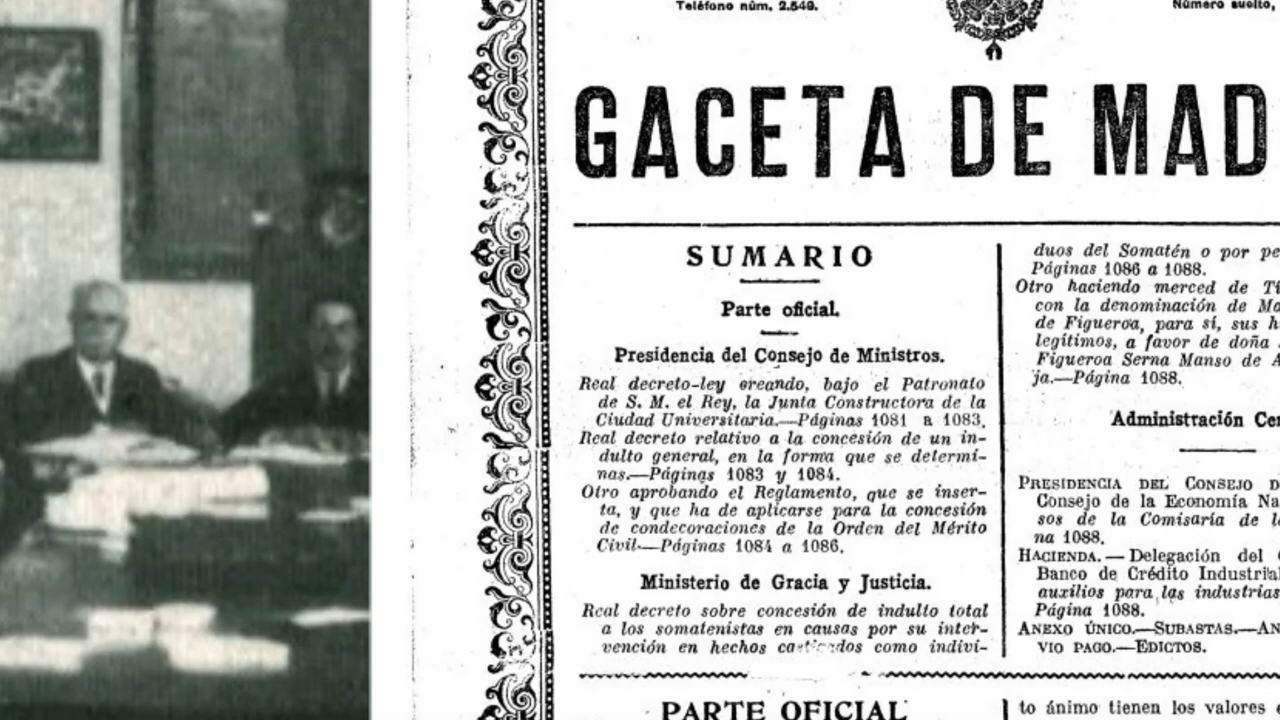 Teléfono núm. 2.549.
Número suelto,
GACETA DE MAD
SUMARIO
Parte oficial.
Presidencia del Consejo de Ministros.
Real decreto-ley creando, bajo el Patronato
de S. M. el Rey, la Junta Constructora de la
Ciudad Universitaria.—Páginas 1081 a 1083.
Real decreto relativo a la concesión de un in-
dulto general, en la forma que se determi-
nas.—Páginas 1083 y 1084.
Otro aprobando el Reglamento, que se inser-
ta, y que ha de aplicarse para la concesión
de condecoraciones de la Orden del Mérito
Civil—Páginas 1084 a 1086.
Ministerio de Gracia y Justicia.
Real decreto sobre concesión de indulto total
a los somatenistas en causas por su inter-
vención en hechos como indivi-
duos del Somatén o por pe
Páginas 1086 a 1088.
Otro haciendo merced de Tí
con la denominación de Ma
de Figueroa, para sí, sus h
legítimos, a favor de doña
Figueroa Serna Manso de A
ja.—Página 1088.
Administración Cen
PRESIDENCIA DEL CONSEJO D
Consejo de la Economía Na
sos de la Comisaría de l
na 1088.
HACIENDA.—Delegación del
Banco de Crédito Industrial
auxilios para las industrias
Página 1088.
ANEXO ÚNICO.—SUBASTAS.—AN
VIO PAGO.—EDICTOS.
PARTE OFICIAL
to ánimo tienen los valores e